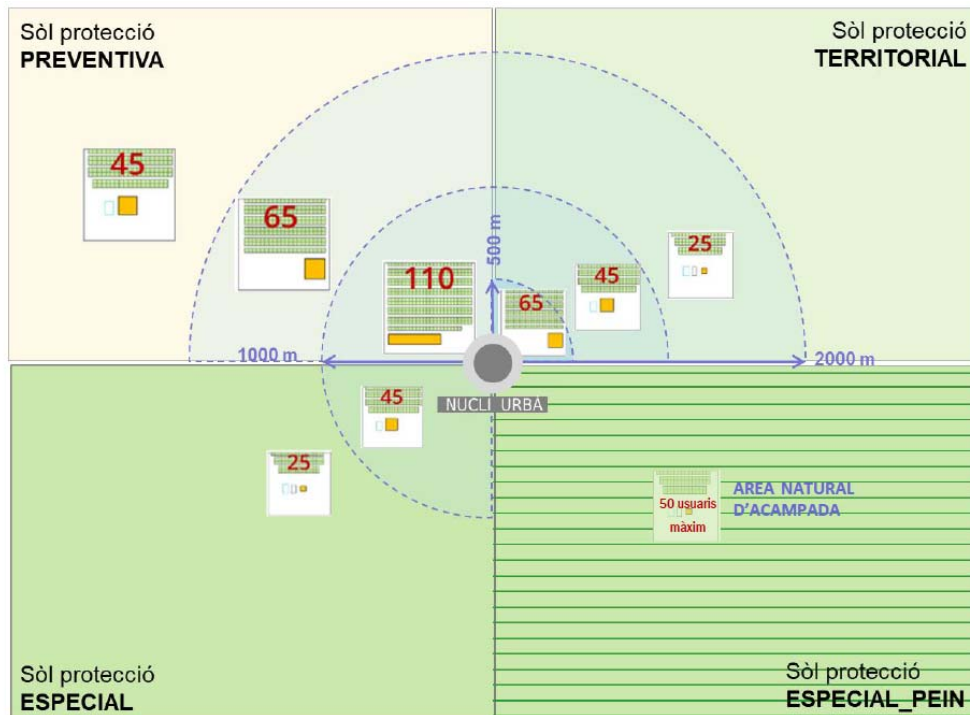 Sòl protecció
PREVENTIVA
Sòl protecció
TERRITORIAL
45
65
110
500 m
65
45
25
1000 m
2000 m
NUCLI URBÀ
45
25
50 usuaris
màxim
AREA NATURAL
D'ACAMPADA
Sòl protecció
ESPECIAL
Sòl protecció
ESPECIAL_PEIN